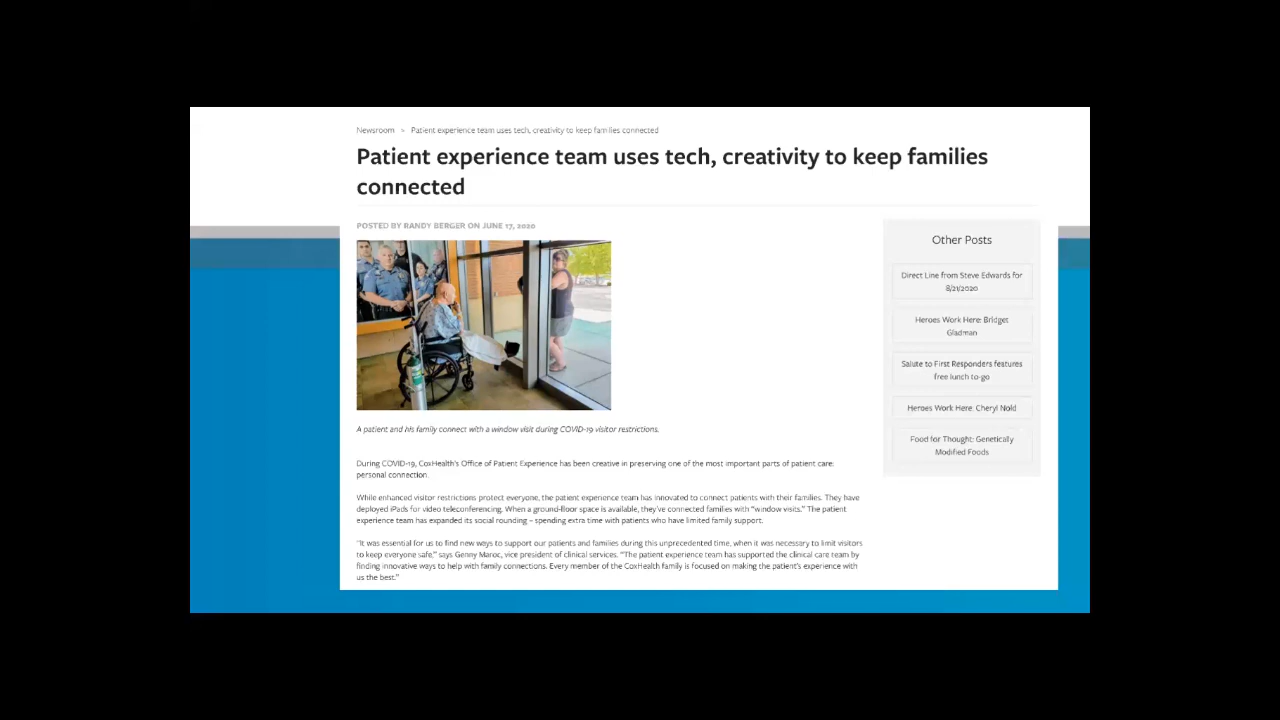 Newsroom » Patient experience team uses tech, creativity to keep families connected
Patient experience team uses tech, creativity to keep families
connected
POSTED BY RANDY BERGER ON JUNE 17, 2020
A patient and his family connect with a window visit during COVID-19 visitor restrictions.
During COVID-19, CoxHealth's Office of Patient Experience has been creative in preserving one of the most important parts of patient care:
personal connection.
While enhanced visitor restrictions protect everyone, the patient experience team has innovated to connect patients with their families. They have
deployed iPads for video teleconferencing. When a ground-floor space is available, they've connected families with "window visits." The patient
experience team has expanded its social rounding – spending extra time with patients who have limited family support.
"It was essential for us to find new ways to support our patients and families during this unprecedented time, when it was necessary to limit visitors
to keep everyone safe," says Genny Maroc, vice president of clinical services. "The patient experience team has supported the clinical care team by
finding innovative ways to help with family connections. Every member of the CoxHealth family is focused on making the patient's experience with
us the best."
Other Posts
Direct Line from Steve Edwards for
8/21/2020
Heroes Work Here: Bridget
Gladman
Salute to First Responders features
free lunch to-go
Heroes Work Here: Cheryl Nold
Food for Thought: Genetically
Modified Foods